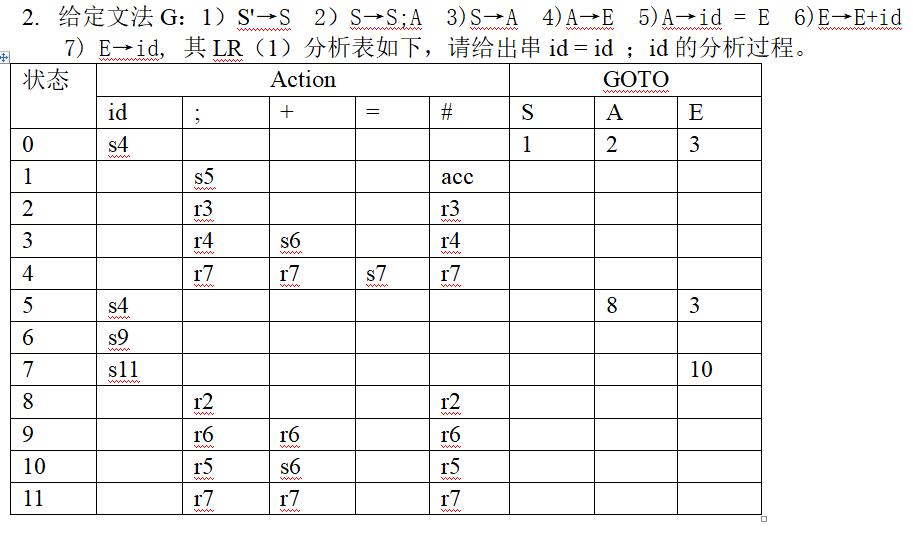 2. 给定文法 G：1）S'→S 2）S→S;A 3)S→A 4)A→E 5)A→id = E 6)E→E+id
7) E→id, 其 LR（1）分析表如下，请给出串 id = id ；id 的分析过程。
状态 Action GOTO
id ; + = # S A E
0 s4 1 2 3
1 s5 acc
2 r3 r3
3 r4 s6 r4
4 r7 r7 s7 r7
5 s4 8 3
6 s9
7 s11 10
8 r2 r2
9 r6 r6 r6
10 r5 s6 r5
11 r7 r7 r7